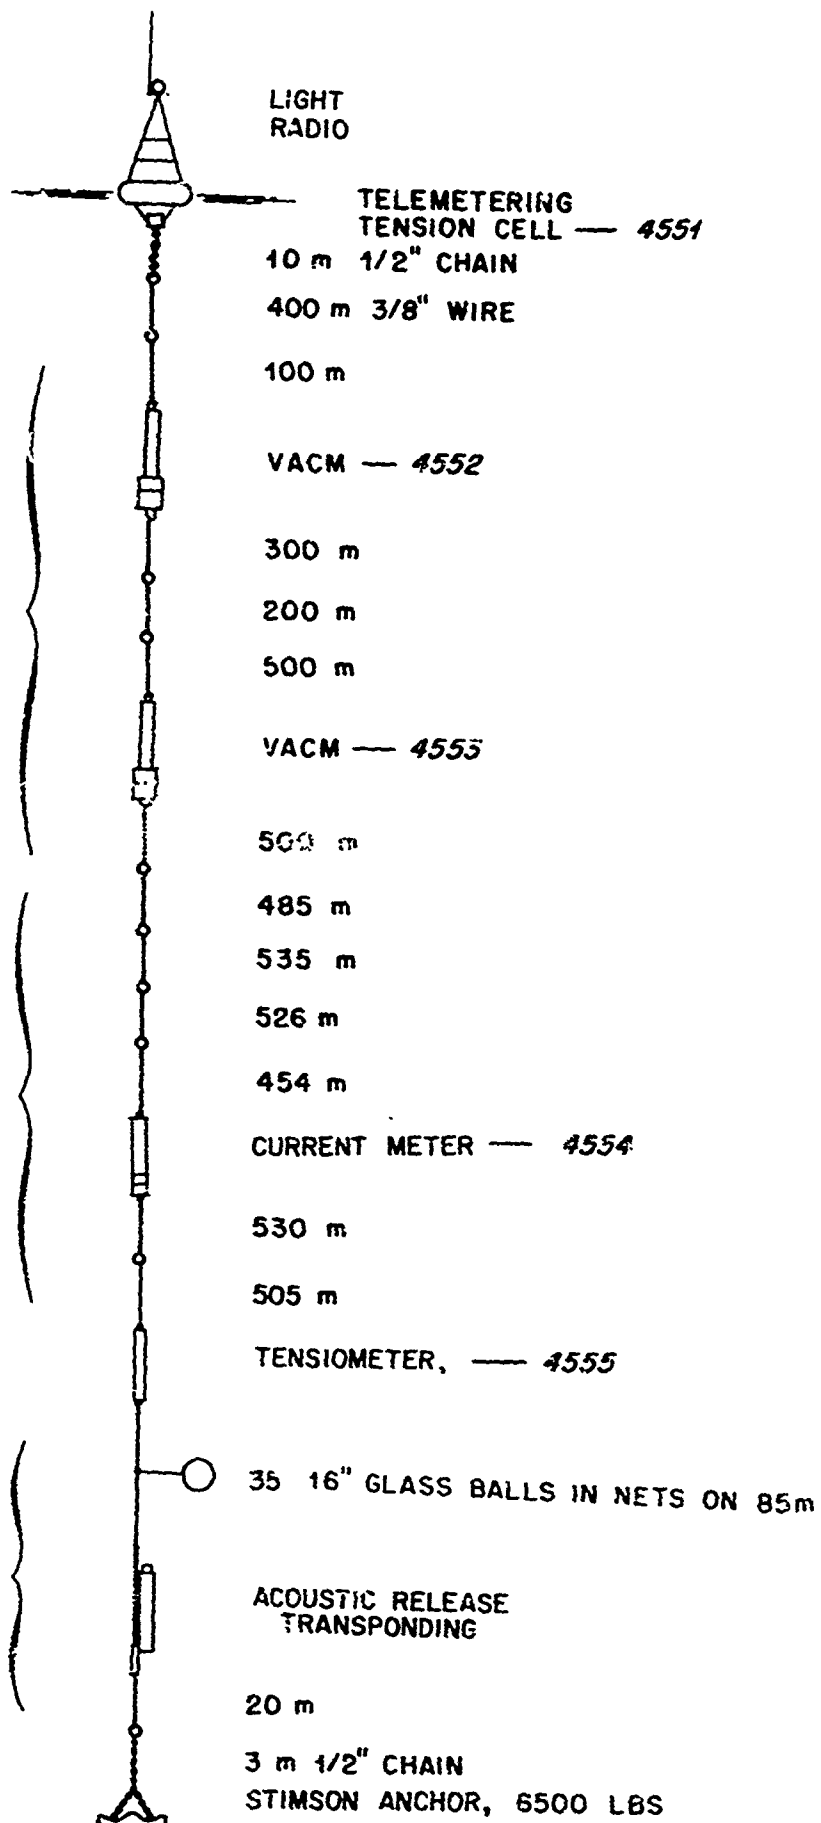 LIGHT
RADIO
TELEMETERING
TENSION CELL — 4551
10 m 1/2" CHAIN
400 m 3/8" WIRE
100 m
VACM — 4552
300 m
200 m
500 m
VACM — 4553
500 m
485 m
535 m
526 m
454 m
CURRENT METER — 4554
530 m
505 m
TENSIOMETER, — 4555
35 16" GLASS BALLS IN NETS ON 85m
ACOUSTIC RELEASE
TRANSPONDING
20 m
3 m 1/2" CHAIN
STIMSON ANCHOR, 6500 LBS